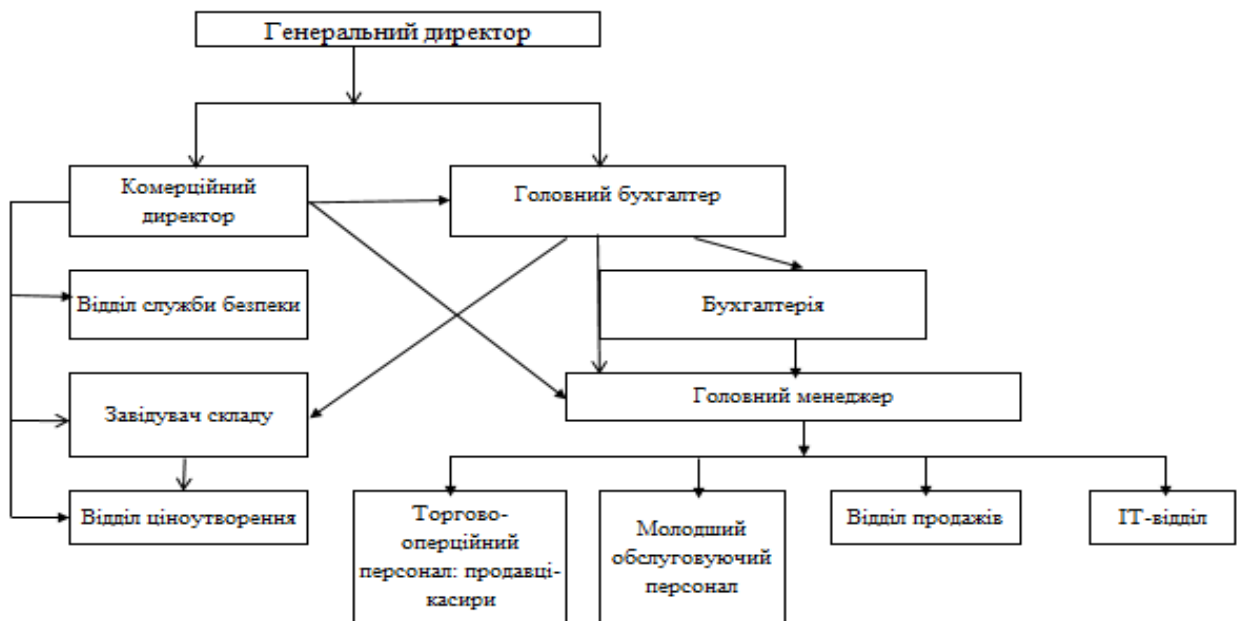 Генеральний директор
Комерційний
директор
Головний бухгалтер
Відділ служби безпеки
Бухгалтерія
Завідувач складу
Головний менеджер
Відділ ціноутворення
Торгово-
оперційний
персонал: продавці-
касири
Молодший
обслуговуючий
персонал
Відділ продажів
ІТ-відділ